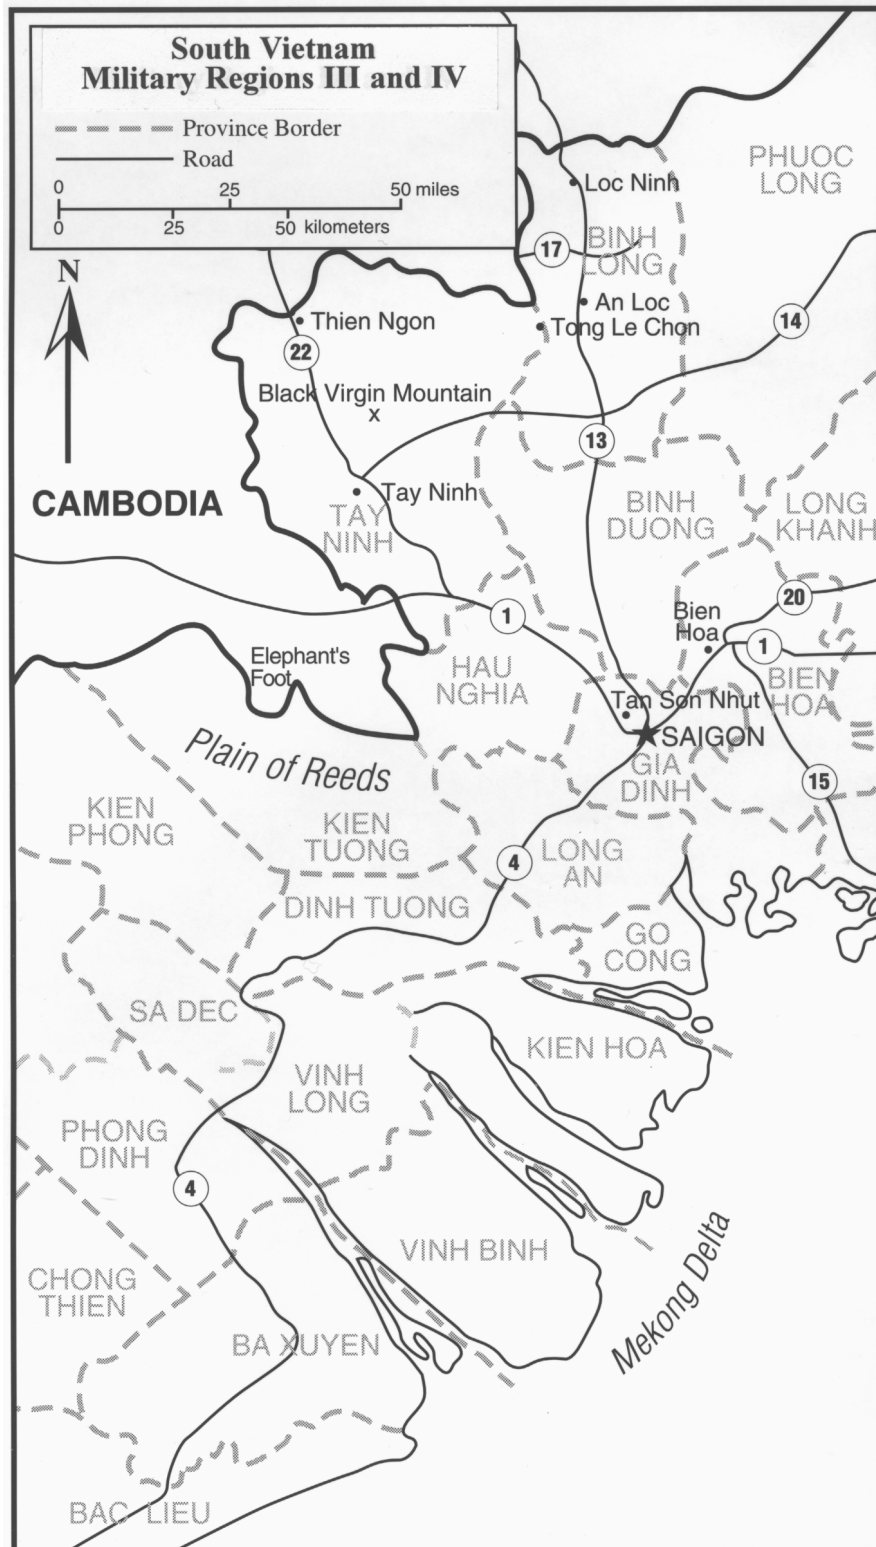 South Vietnam
Military Regions III and IV
Province Border
Road
0 25 50 miles
0 25 50 kilometers
N
PHUOC
LONG
Loc Ninh
17
BINH
LONG
An Loc
Tong Le Chon
14
Thien Ngon
22
Black Virgin Mountain
x
13
CAMBODIA
Tay Ninh
TAY
NINH
BINH
DUONG
LONG
KHANH
1
20
Bien
Hoa
1
Elephant's
Foot
HAU
NGHIA
BIEN
HOA
Tan Son Nhut
SAIGON
GIA
DINH
15
Plain of Reeds
KIEN
PHONG
KIEN
TUONG
4
LONG
AN
DINH TUONG
GO
CONG
SA DEC
KIEN HOA
VINH
LONG
PHONG
DINH
4
VINH BINH
Mekong Delta
CHONG
THIEN
BA XUYEN
BAC LIEU